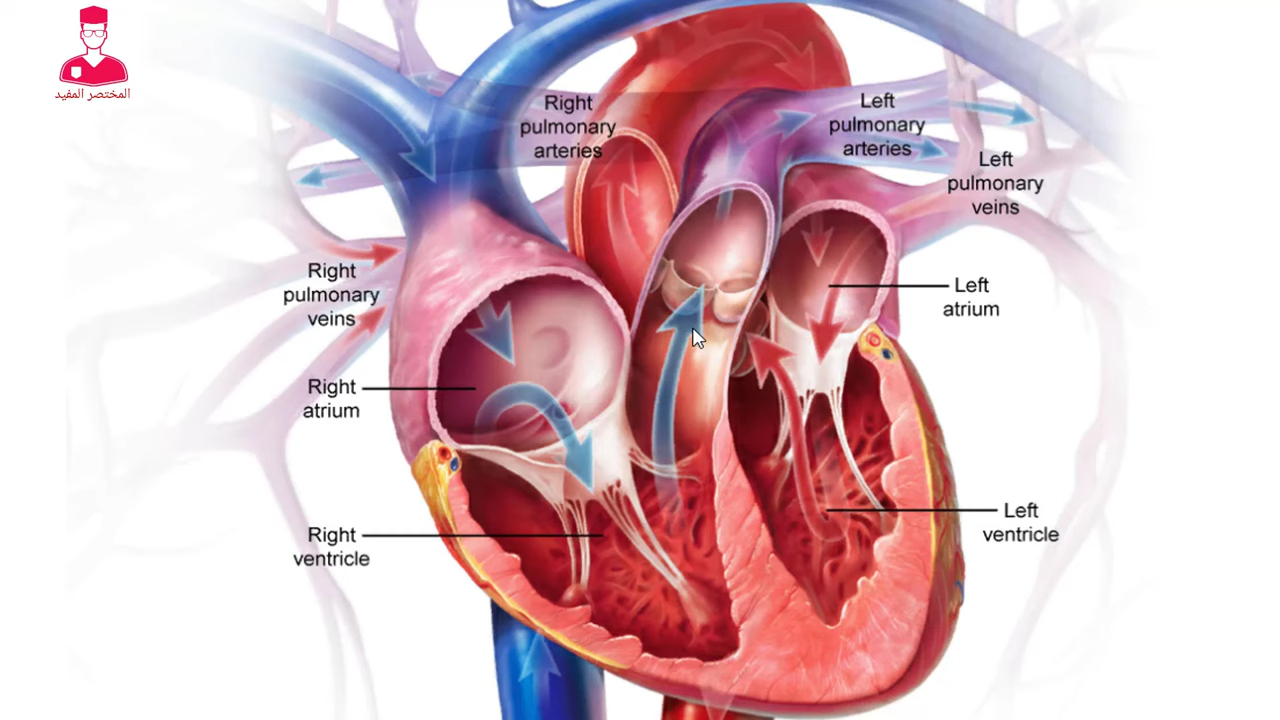 المختصر المفيد
Right
pulmonary
arteries
Left
pulmonary
arteries
Left
pulmonary
veins
Right
pulmonary
veins
Left
atrium
Right
atrium
Left
ventricle
Right
ventricle